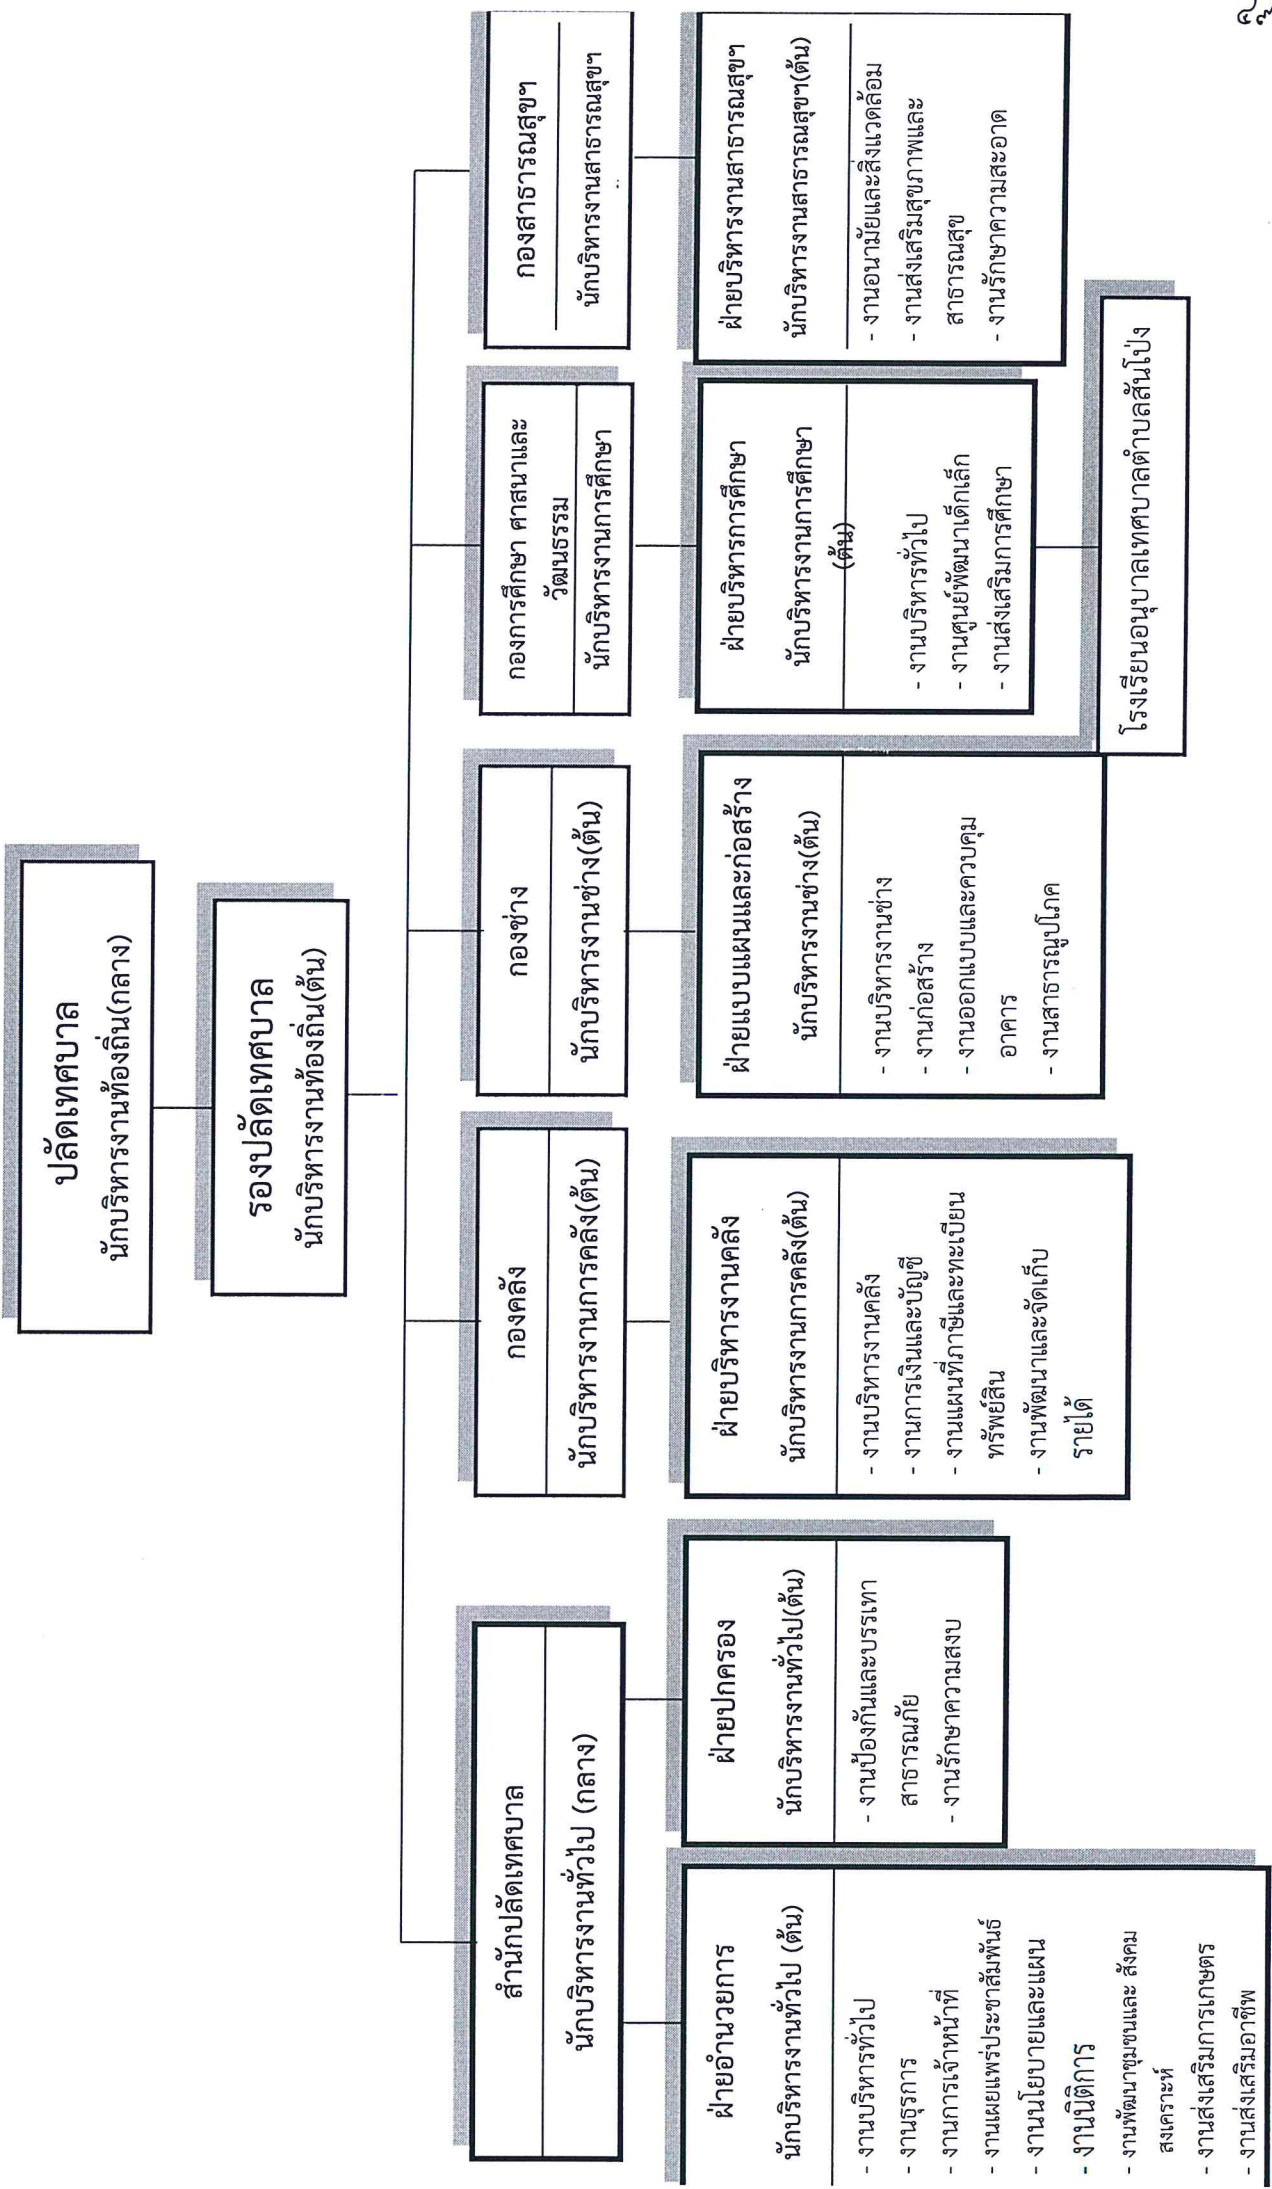 ปลัดเทศบาล
นักบริหารงานท้องถิ่น(กลาง)
รองปลัดเทศบาล
นักบริหารงานท้องถิ่น(ต้น)
สำนักปลัดเทศบาล
นักบริหารงานทั่วไป (กลาง)
กองคลัง
นักบริหารงานการคลัง(ต้น)
กองช่าง
นักบริหารงานช่าง(ต้น)
กองการศึกษา ศาสนาและ
วัฒนธรรม
นักบริหารงานการศึกษา
กองสาธารณสุขฯ
นักบริหารงานสาธารณสุขฯ
ฝ่ายอำนวยการ
นักบริหารงานทั่วไป (ต้น)
- งานบริหารทั่วไป
- งานธุรการ
- งานการเจ้าหน้าที่
- งานเผยแพร่ประชาสัมพันธ์
- งานนโยบายและแผน
- งานนิติการ
- งานพัฒนาชุมชนและ สังคม
สงเคราะห์
- งานส่งเสริมการเกษตร
- งานส่งเสริมอาชีพ
ฝ่ายปกครอง
นักบริหารงานทั่วไป(ต้น)
- งานป้องกันและบรรเทา
สาธารณภัย
- งานรักษาความสงบ
ฝ่ายบริหารงานคลัง
นักบริหารงานการคลัง(ต้น)
- งานบริหารงานคลัง
- งานการเงินและบัญชี
- งานแผนที่ภาษีและทะเบียน
ทรัพย์สิน
- งานพัฒนาและจัดเก็บ
รายได้
ฝ่ายแบบแผนและก่อสร้าง
นักบริหารงานช่าง(ต้น)
- งานบริหารงานช่าง
- งานก่อสร้าง
- งานออกแบบและควบคุม
อาคาร
- งานสาธารณูปโภค
ฝ่ายบริหารการศึกษา
นักบริหารงานการศึกษา
(ต้น)
- งานบริหารทั่วไป
- งานศูนย์พัฒนาเด็กเล็ก
- งานส่งเสริมการศึกษา
ฝ่ายบริหารงานสาธารณสุขฯ
นักบริหารงานสาธารณสุขฯ(ต้น)
- งานอนามัยและสิ่งแวดล้อม
- งานส่งเสริมสุขภาพและ
สาธารณสุข
- งานรักษาความสะอาด
โรงเรียนอนุบาลเทศบาลตำบลสันโป่ง